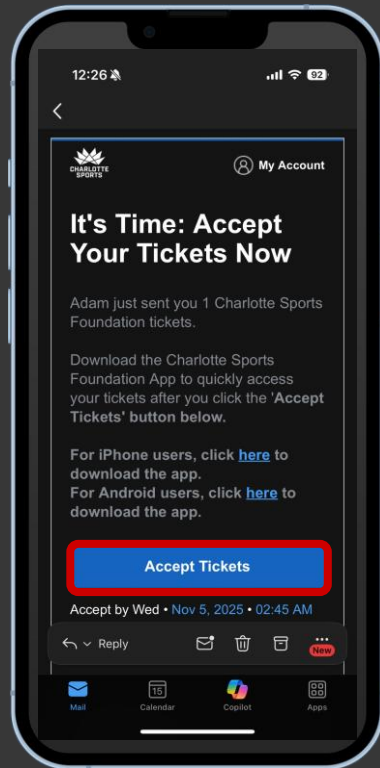 12:26
92
CHARLOTTE
SPORTS
My Account
It's Time: Accept
Your Tickets Now
Adam just sent you 1 Charlotte Sports
Foundation tickets.
Download the Charlotte Sports
Foundation App to quickly access
your tickets after you click the 'Accept
Tickets' button below.
For iPhone users, click here to
download the app.
For Android users, click here to
download the app.
Accept Tickets
Accept by Wed • Nov 5, 2025 • 02:45 AM
Reply
New
15
Mail Calendar Copilot Apps